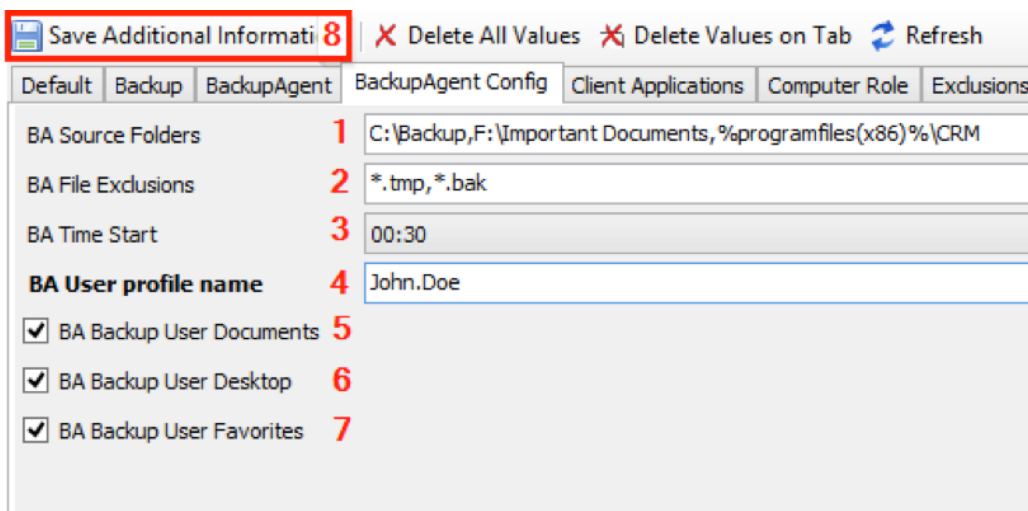 Save Additional Informati 8 Delete All Values Delete Values on Tab Refresh
Default Backup BackupAgent BackupAgent Config Client Applications Computer Role Exclusions
BA Source Folders 1 C:\Backup,F:\Important Documents,%programfiles(x86)%\CRM
BA File Exclusions 2 *.tmp,*.bak
BA Time Start 3 00:30
BA User profile name 4 John.Doe
BA Backup User Documents 5
BA Backup User Desktop 6
BA Backup User Favorites 7